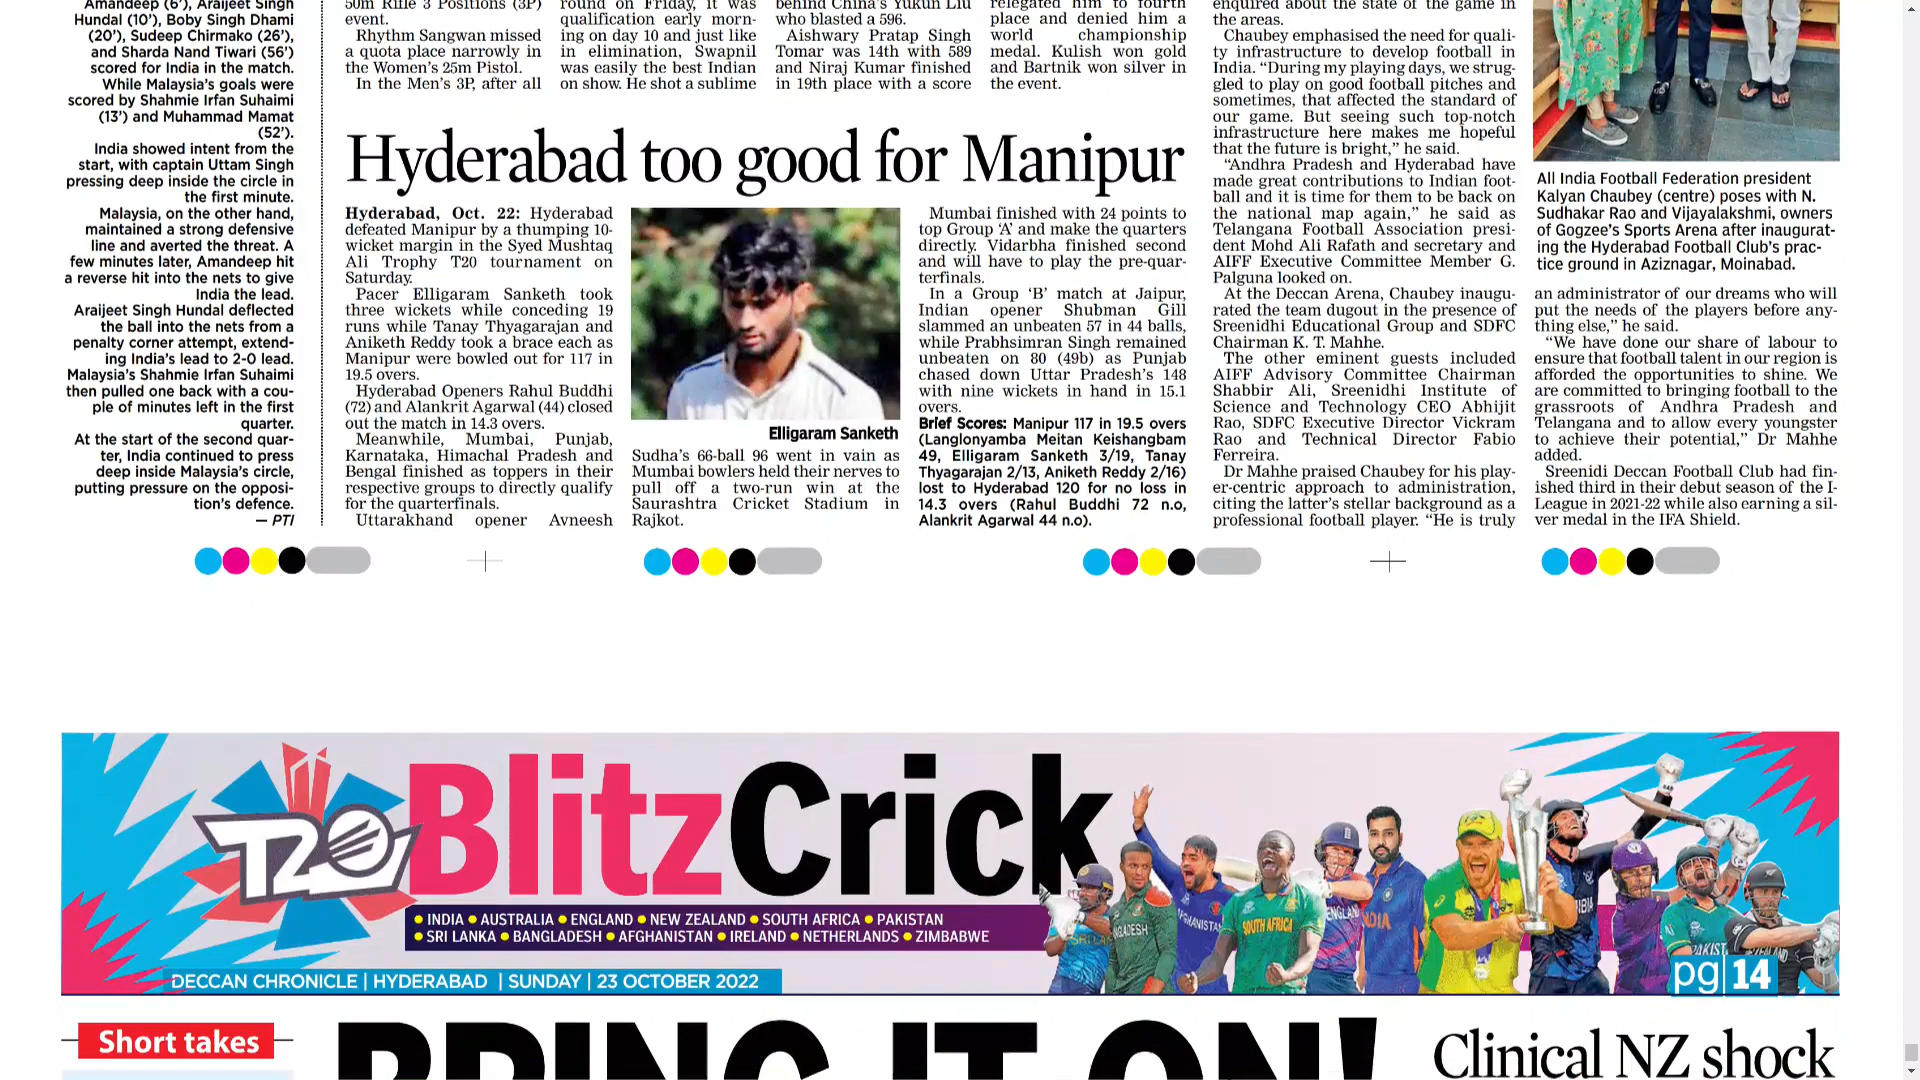 Amandeep (6’), Araijeet Singh
Hundal (10’), Boby Singh Dhami
(20’), Sudeep Chirmako (26’),
and Sharda Nand Tiwari (56’)
scored for India in the match.
While Malaysia’s goals were
scored by Shahmie Irfan Suhaimi
(13’) and Muhammad Mamat
(52’).
India showed intent from the
start, with captain Uttam Singh
pressing deep inside the circle in
the first minute.
Malaysia, on the other hand,
maintained a strong defensive
line and averted the threat. A
few minutes later, Amandeep hit
a reverse hit into the nets to give
India the lead.
Araijeet Singh Hundal deflected
the ball into the nets from a
penalty corner attempt, extend-
ing India’s lead to 2-0 lead.
Malaysia’s Shahmie Irfan Suhaimi
then pulled one back with a cou-
ple of minutes left in the first
quarter.
At the start of the second quar-
ter, India continued to press
deep inside Malaysia’s circle,
putting pressure on the opposi-
tion’s defence.
— PTI
50m Rifle 3 Positions (3P)
event.
Rhythm Sangwan missed
a quota place narrowly in
the Women’s 25m Pistol.
In the Men’s 3P, after all
round on Friday, it was
qualification early morn-
ing on day 10 and just like
in elimination, Swapnil
was easily the best Indian
on show. He shot a sublime
behind China’s Yukun Liu
who blasted a 596.
Aishwary Pratap Singh
Tomar was 14th with 589
and Niraj Kumar finished
in 19th place with a score
relegated him to fourth
place and denied him a
world championship
medal. Kulish won gold
and Bartnik won silver in
the event.
Hyderabad too good for Manipur
Hyderabad, Oct. 22: Hyderabad
defeated Manipur by a thumping 10-
wicket margin in the Syed Mushtaq
Ali Trophy T20 tournament on
Saturday.
Pacer Elligaram Sanketh took
three wickets while conceding 19
runs while Tanay Thyagarajan and
Aniketh Reddy took a brace each as
Manipur were bowled out for 117 in
19.5 overs.
Hyderabad Openers Rahul Buddhi
(72) and Alankrit Agarwal (44) closed
out the match in 14.3 overs.
Meanwhile, Mumbai, Punjab,
Karnataka, Himachal Pradesh and
Bengal finished as toppers in their
respective groups to directly qualify
for the quarterfinals.
Uttarakhand opener Avneesh
Elligaram Sanketh
Sudha’s 66-ball 96 went in vain as
Mumbai bowlers held their nerves to
pull off a two-run win at the
Saurashtra Cricket Stadium in
Rajkot.
Mumbai finished with 24 points to
top Group ‘A’ and make the quarters
directly. Vidarbha finished second
and will have to play the pre-quar-
terfinals.
In a Group ‘B’ match at Jaipur,
Indian opener Shubman Gill
slammed an unbeaten 57 in 44 balls,
while Prabhsimran Singh remained
unbeaten on 80 (49b) as Punjab
chased down Uttar Pradesh’s 148
with nine wickets in hand in 15.1
overs.
Brief Scores: Manipur 117 in 19.5 overs
(Langlonyamba Meitan Keishangbam
49, Elligaram Sanketh 3/19, Tanay
Thyagarajan 2/13, Aniketh Reddy 2/16)
lost to Hyderabad 120 for no loss in
14.3 overs (Rahul Buddhi 72 n.o,
Alankrit Agarwal 44 n.o).
enquired about the state of the game in
the areas.
Chaubey emphasised the need for quali-
ty infrastructure to develop football in
India. “During my playing days, we strug-
gled to play on good football pitches and
sometimes, that affected the standard of
our game. But seeing such top-notch
infrastructure here makes me hopeful
that the future is bright,” he said.
“Andhra Pradesh and Hyderabad have
made great contributions to Indian foot-
ball and it is time for them to be back on
the national map again,” he said as
Telangana Football Association presi-
dent Mohd Ali Rafath and secretary and
AIFF Executive Committee Member G.
Palguna looked on.
At the Deccan Arena, Chaubey inaugu-
rated the team dugout in the presence of
Sreenidhi Educational Group and SDFC
Chairman K. T. Mahhe.
The other eminent guests included
AIFF Advisory Committee Chairman
Shabbir Ali, Sreenidhi Institute of
Science and Technology CEO Abhijit
Rao, SDFC Executive Director Vickram
Rao and Technical Director Fabio
Ferreira.
Dr Mahhe praised Chaubey for his play-
er-centric approach to administration,
citing the latter’s stellar background as a
professional football player. “He is truly
All India Football Federation president
Kalyan Chaubey (centre) poses with N.
Sudhakar Rao and Vijayalakshmi, owners
of Gogzee’s Sports Arena after inaugurat-
ing the Hyderabad Football Club’s prac-
tice ground in Aziznagar, Moinabad.
an administrator of our dreams who will
put the needs of the players before any-
thing else,” he said.
“We have done our share of labour to
ensure that football talent in our region is
afforded the opportunities to shine. We
are committed to bringing football to the
grassroots of Andhra Pradesh and
Telangana and to allow every youngster
to achieve their potential,” Dr Mahhe
added.
Sreenidi Deccan Football Club had fin-
ished third in their debut season of the I-
League in 2021-22 while also earning a sil-
ver medal in the IFA Shield.
T20 BlitzCrick
INDIA ● AUSTRALIA ● ENGLAND ● NEW ZEALAND ● SOUTH AFRICA ● PAKISTAN
SRI LANKA ● BANGLADESH ● AFGHANISTAN ● IRELAND ● NETHERLANDS ● ZIMBABWE
SOUTH AFRICA
ENGLAND
DECCAN CHRONICLE | HYDERABAD | SUNDAY | 23 OCTOBER 2022
pg 14
Short takes
BRING IT ON!
Clinical NZ shock